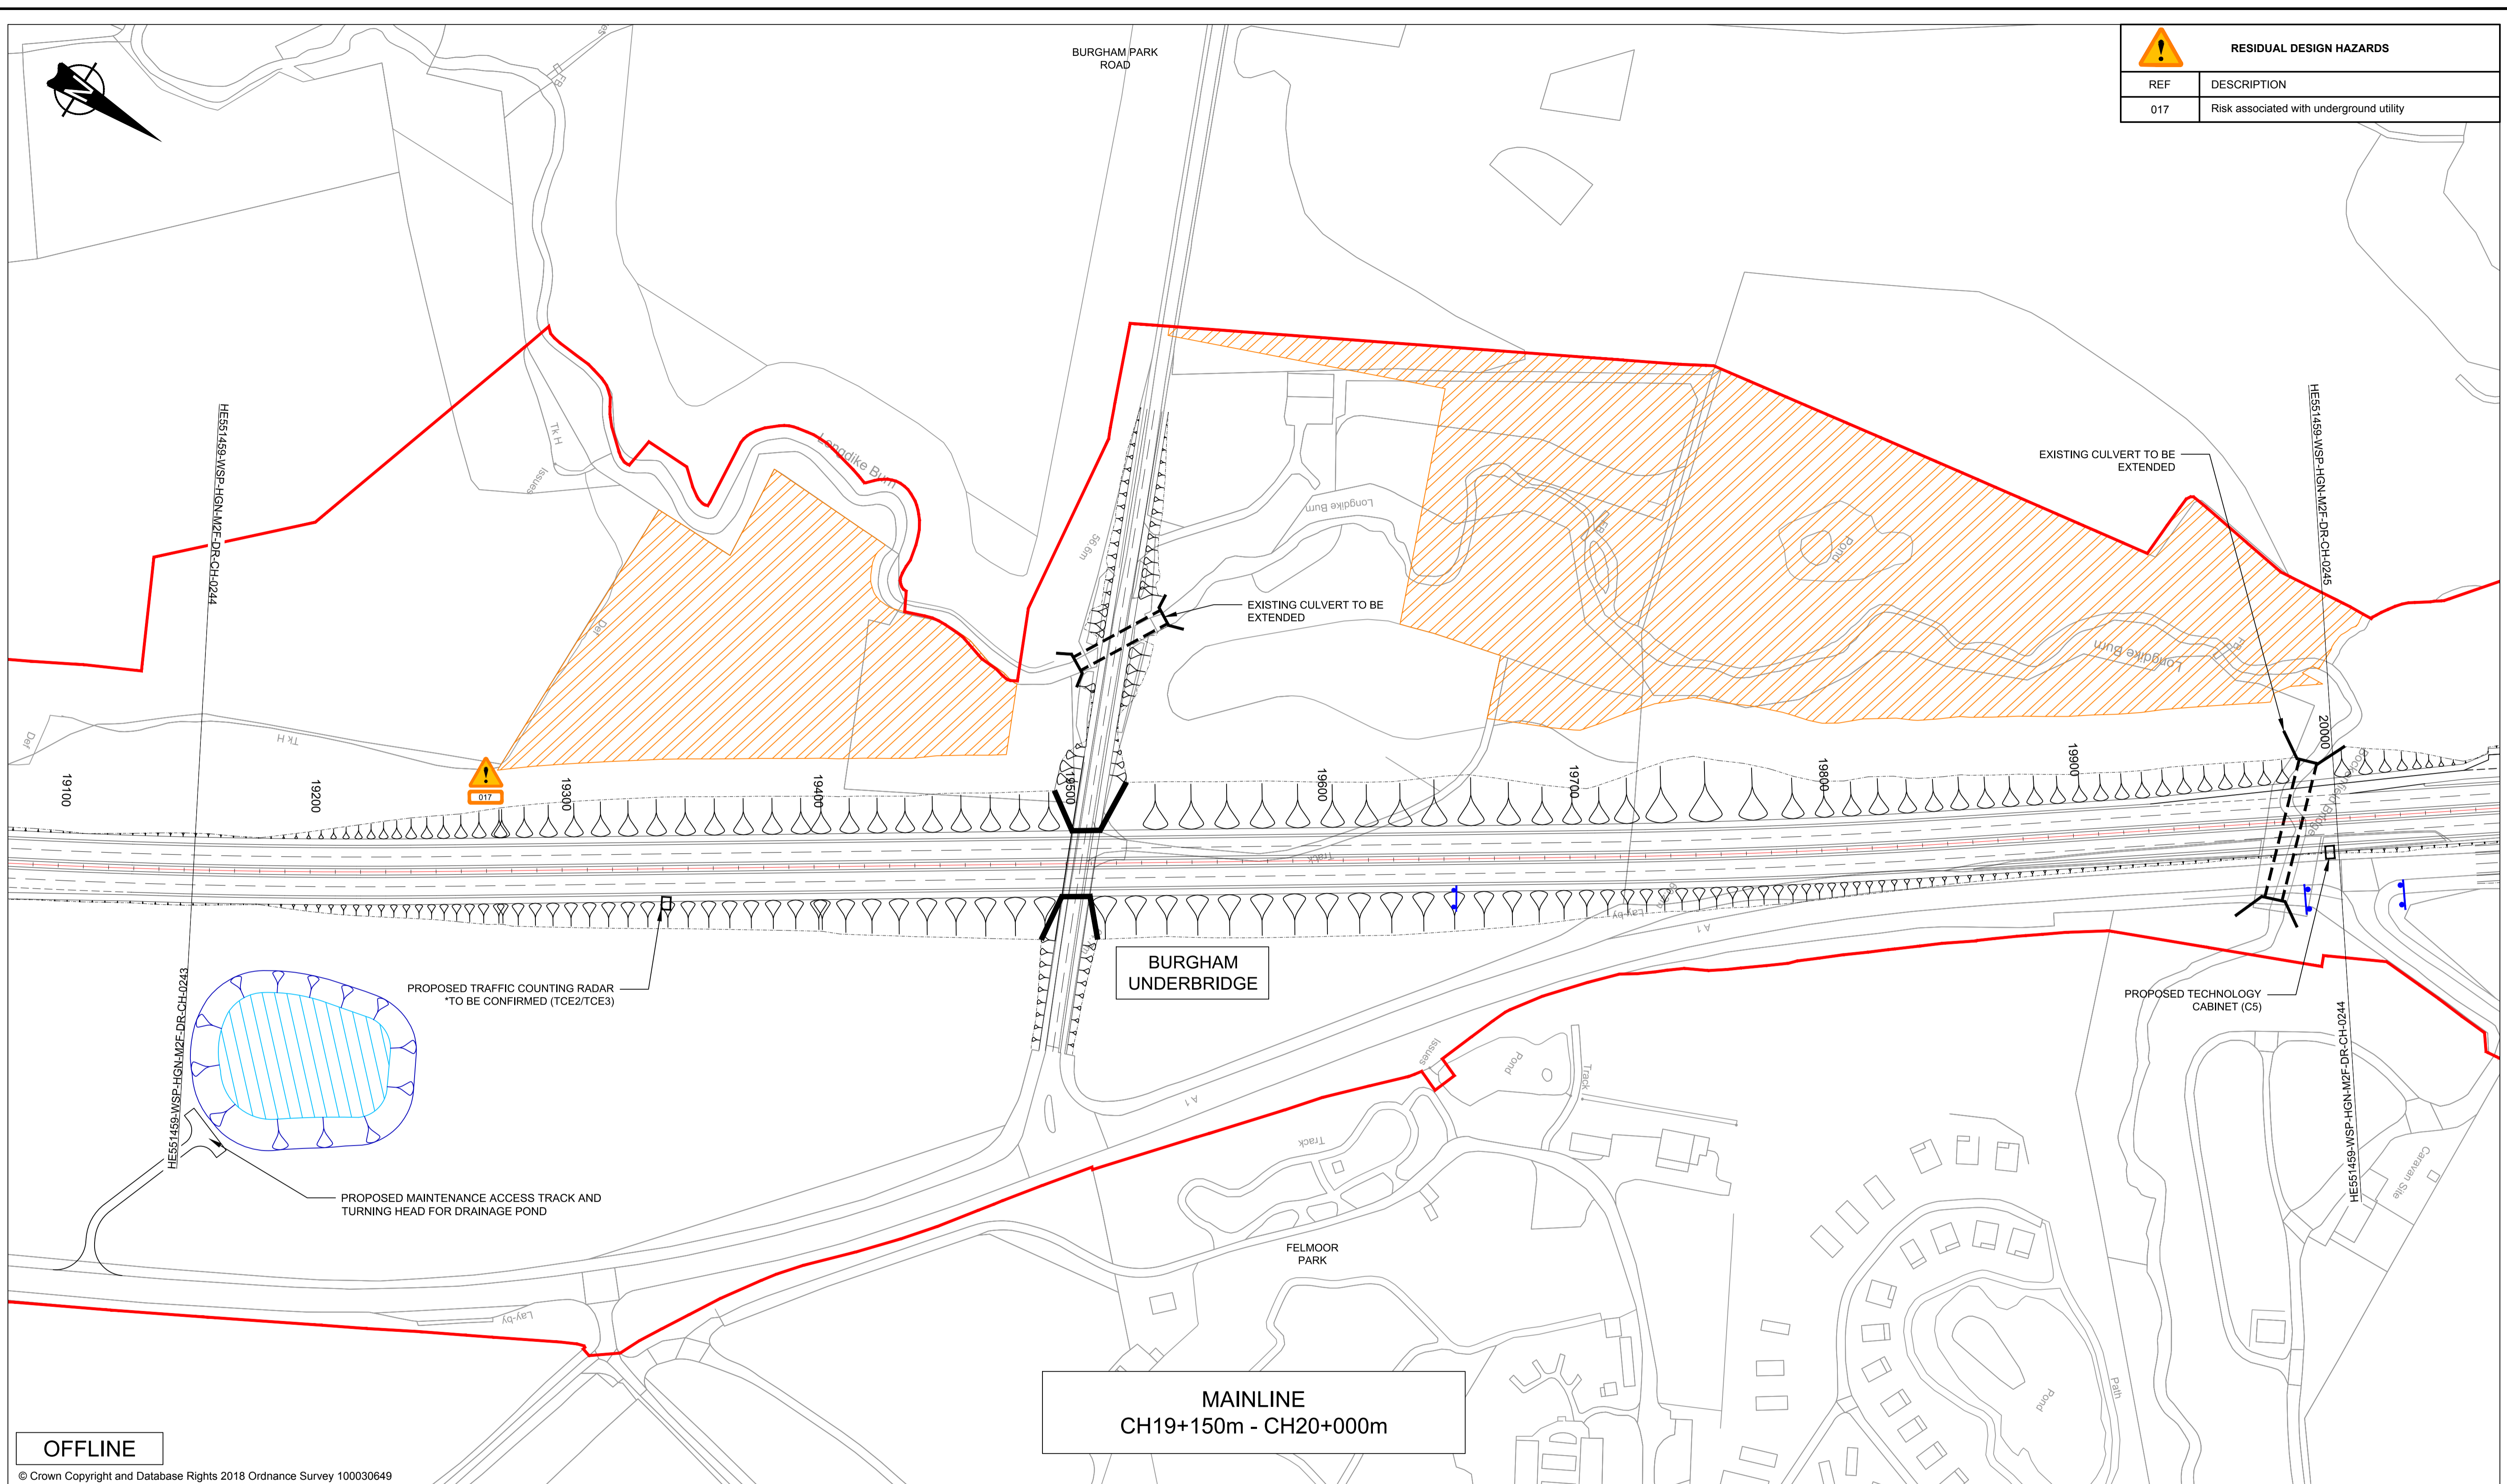 BURGHAM PARK
ROAD
RESIDUAL DESIGN HAZARDS
REF
DESCRIPTION
017
Risk associated with underground utility
N
FB
Tk H
Issues
Longdike Burn
Def
Def
Tk H
56.6m
Longdike Burn
FB
Pond
Longdike Burn
FB
EXISTING CULVERT TO BE
EXTENDED
EXISTING CULVERT TO BE
EXTENDED
HE551459-WSP-HGN-M2F-DR-CH-0244
HE551459-WSP-HGN-M2F-DR-CH-0243
HE551459-WSP-HGN-M2F-DR-CH-0245
HE551459-WSP-HGN-M2F-DR-CH-0244
017
19100
19200
19300
19400
19500
19600
19700
19800
19900
20000
Track
Lay-by
A 1
A 1
BURGHAM
UNDERBRIDGE
PROPOSED TRAFFIC COUNTING RADAR
*TO BE CONFIRMED (TCE2/TCE3)
PROPOSED TECHNOLOGY
CABINET (C5)
PROPOSED MAINTENANCE ACCESS TRACK AND
TURNING HEAD FOR DRAINAGE POND
Issues
Pond
Track
Track
FELMOOR
PARK
Lay-by
Caravan Site
Path
Pond
MAINLINE
CH19+150m - CH20+000m
OFFLINE
© Crown Copyright and Database Rights 2018 Ordnance Survey 100030649